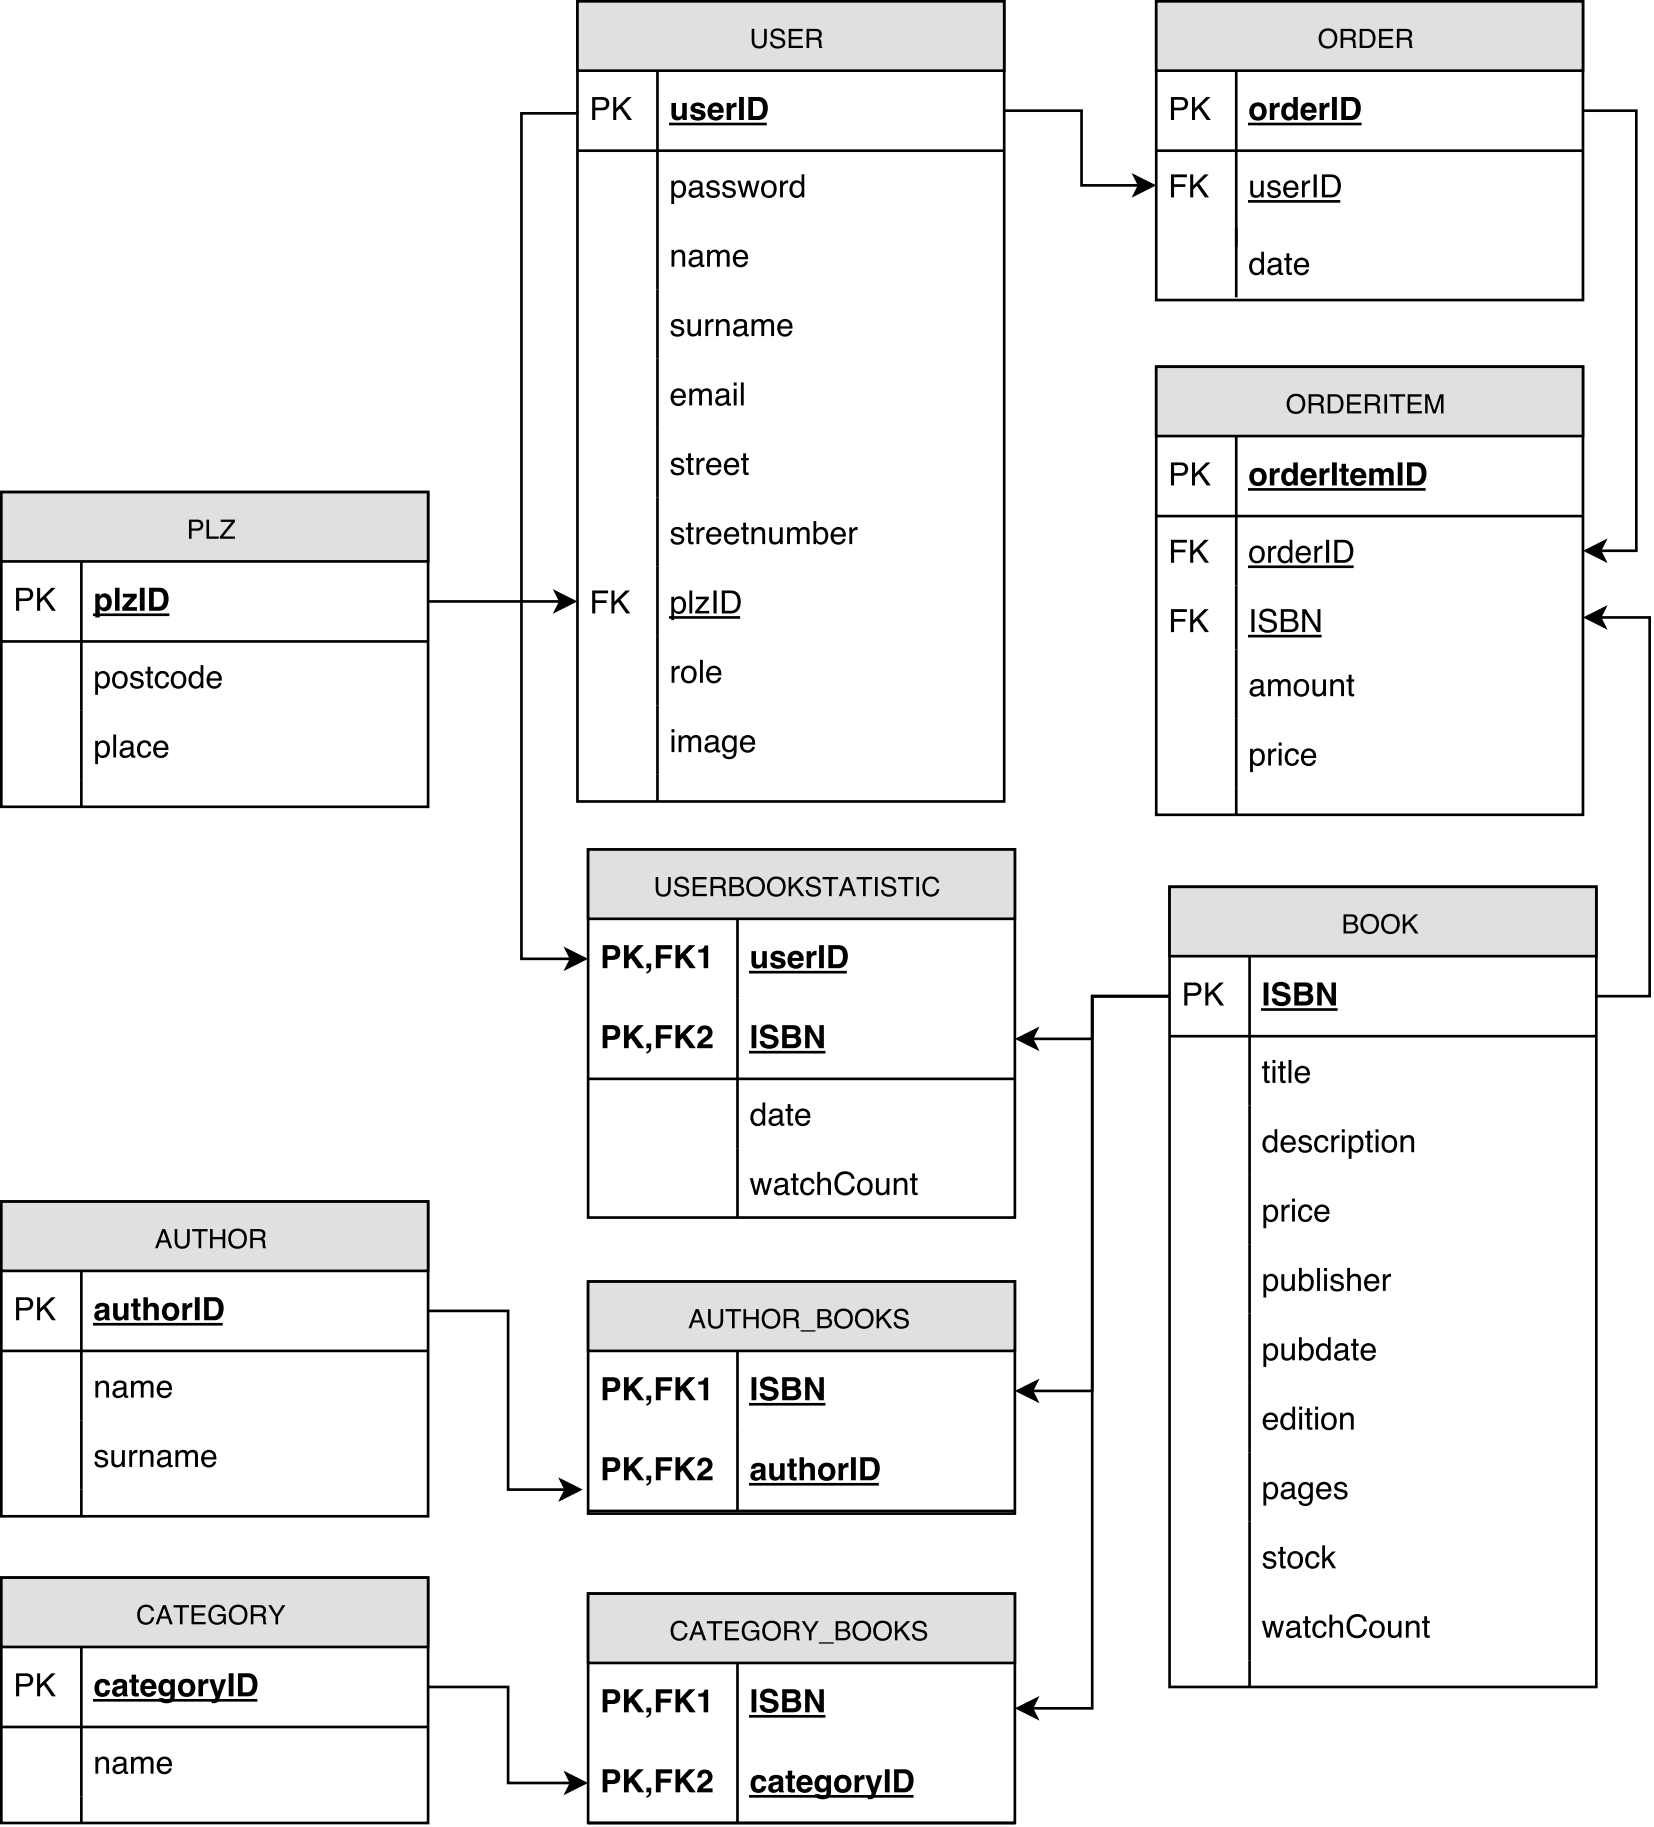 USER
PK userID
password
name
surname
email
street
streetnumber
FK plzID
role
image
ORDER
PK orderID
FK userID
date
ORDERITEM
PK orderItemID
FK orderID
FK ISBN
amount
price
PLZ
PK plzID
postcode
place
USERBOOKSTATISTIC
PK,FK1 userID
PK,FK2 ISBN
date
watchCount
BOOK
PK ISBN
title
description
price
publisher
pubdate
edition
pages
stock
watchCount
AUTHOR
PK authorID
name
surname
AUTHOR_BOOKS
PK,FK1 ISBN
PK,FK2 authorID
CATEGORY
PK categoryID
name
CATEGORY_BOOKS
PK,FK1 ISBN
PK,FK2 categoryID